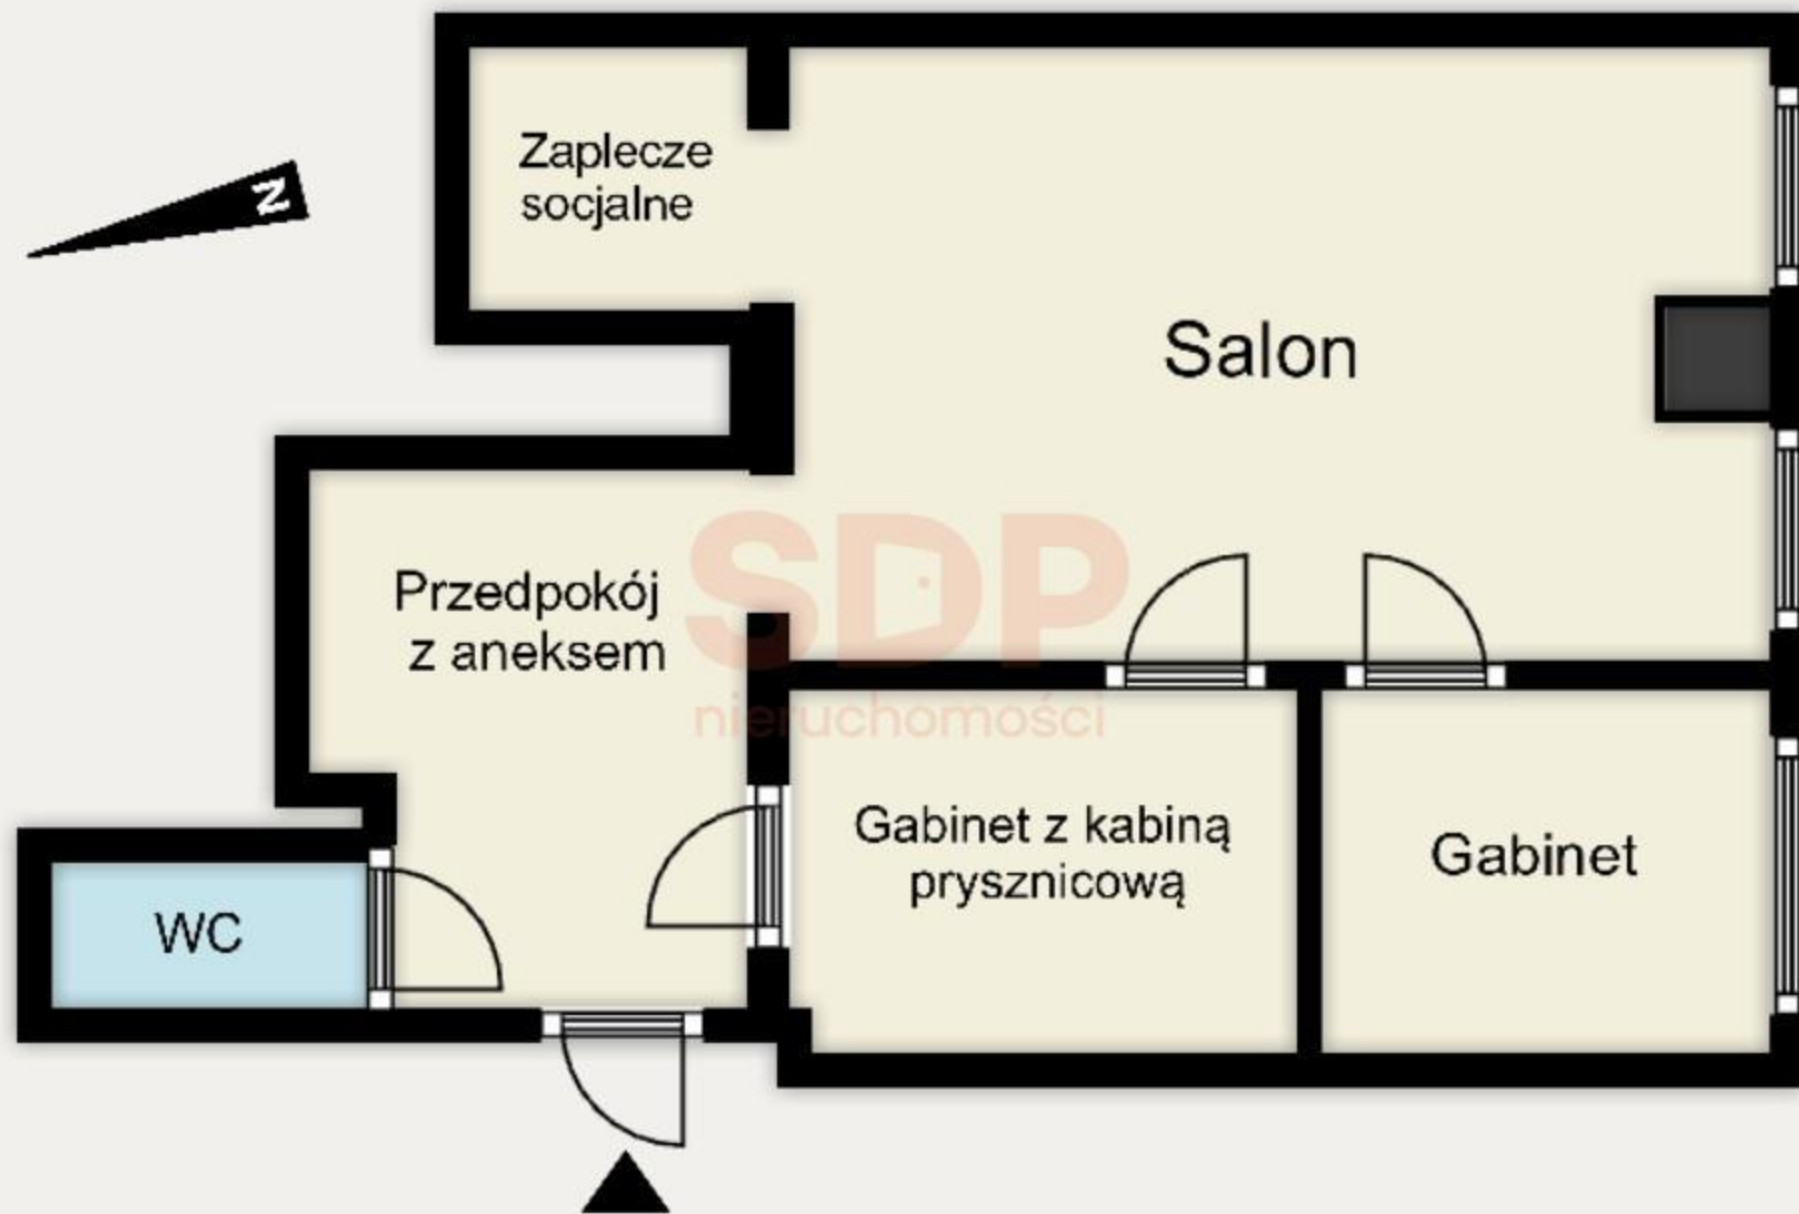 Zaplecze
socjalne
N
Salon
Przedpokój
z aneksem
SDP
nieruchomości
Gabinet z kabiną
prysznicową
Gabinet
WC